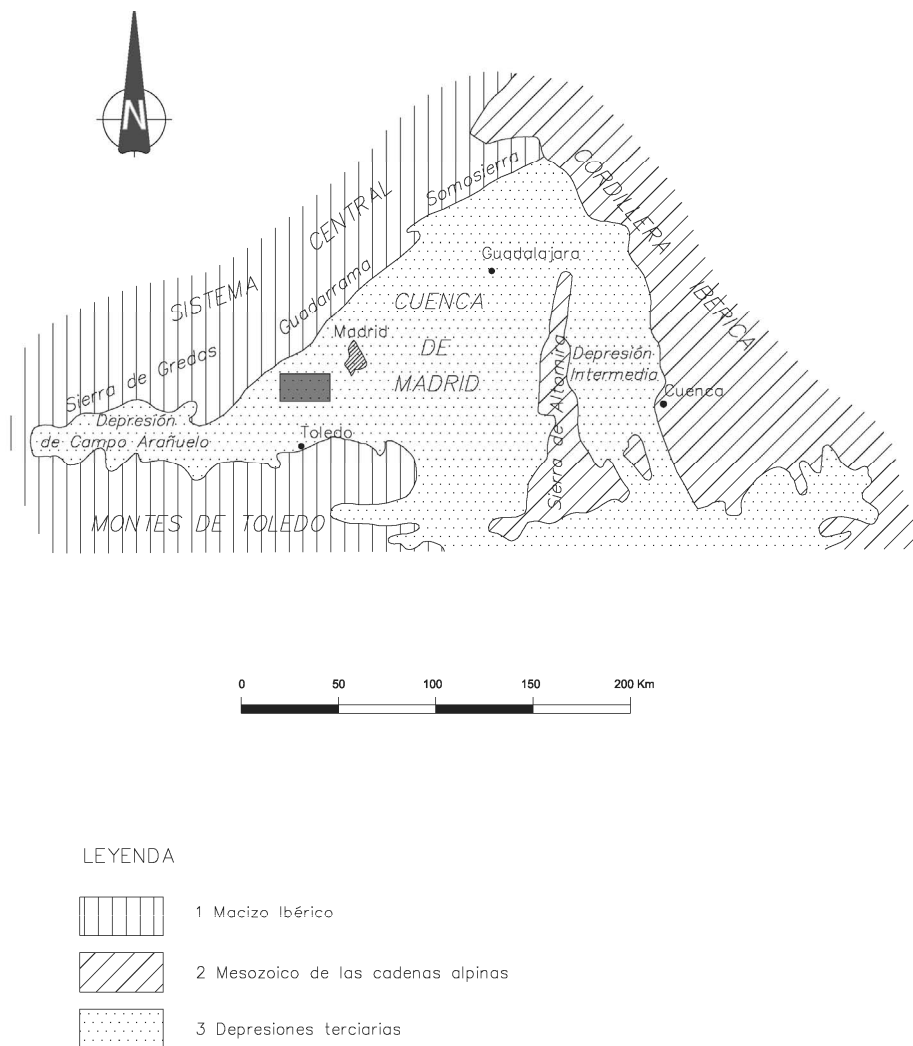 N
SISTEMA CENTRAL
Somosierra
CORDILLERA IBÉRICA
Guadarrama
Guadalajara
CUENCA
DE
MADRID
Madrid
Sierra de Gredos
Depresión
de Campo Arañuelo
Toledo
Sierra de Altomira
Depresión
Intermedia
Cuenca
MONTES DE TOLEDO
0 50 100 150 200 Km
LEYENDA
1 Macizo Ibérico
2 Mesozoico de las cadenas alpinas
3 Depresiones terciarias